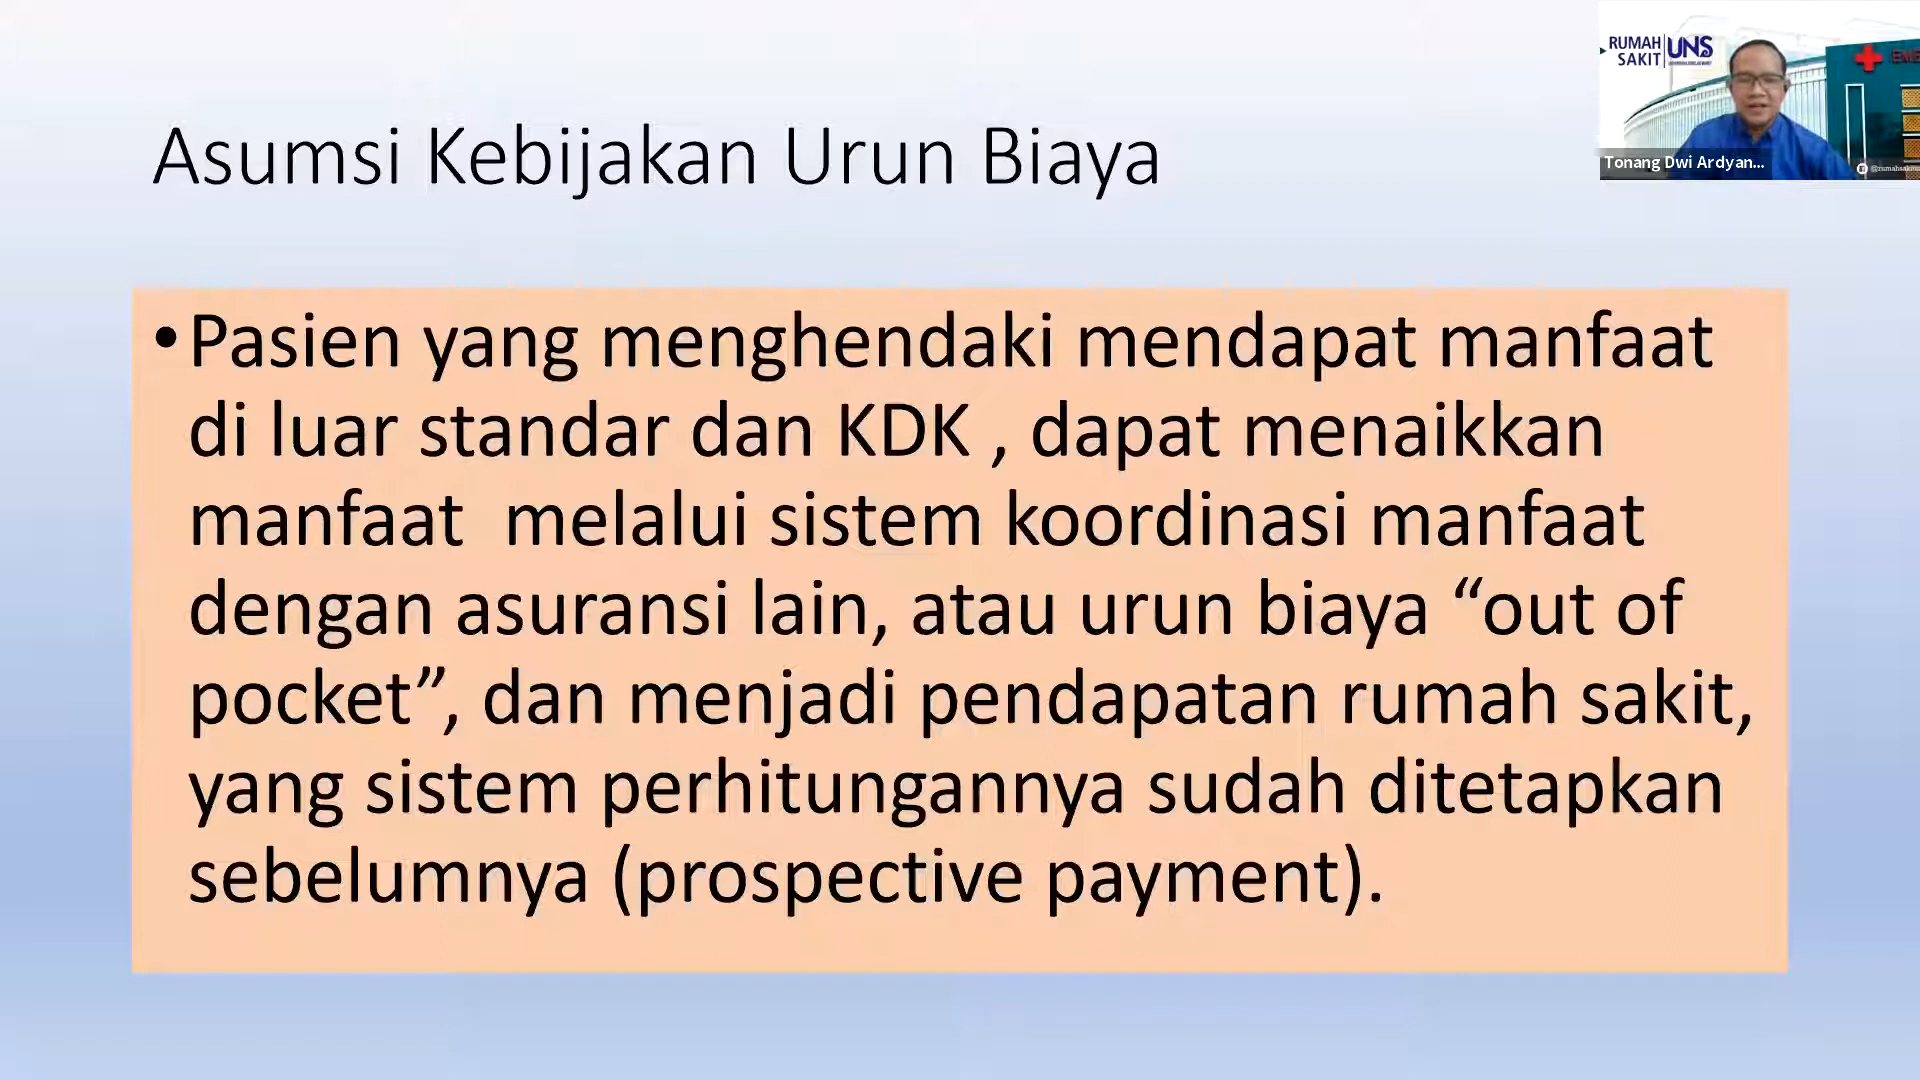 RUMAH
SAKIT
UNS
Asumsi Kebijakan Urun Biaya
Tonang Dwi Ardyan...
• Pasien yang menghendaki mendapat manfaat
di luar standar dan KDK , dapat menaikkan
manfaat  melalui sistem koordinasi manfaat
dengan asuransi lain, atau urun biaya “out of
pocket”, dan menjadi pendapatan rumah sakit,
yang sistem perhitungannya sudah ditetapkan
sebelumnya (prospective payment).